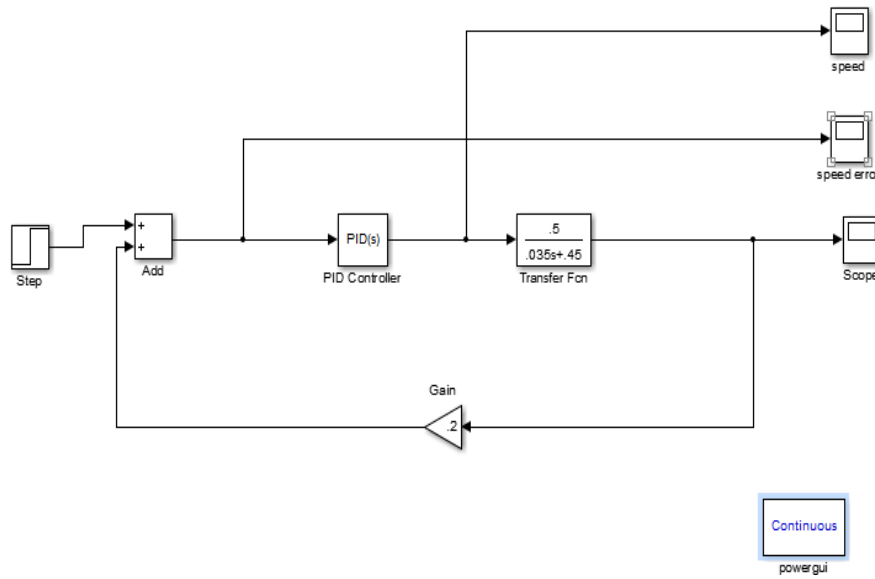 speed
speed erro
+
+
Step
Add
PID(s)
PID Controller
.5
.035s+.45
Transfer Fcn
Scope
Gain
.2
Continuous
powergui